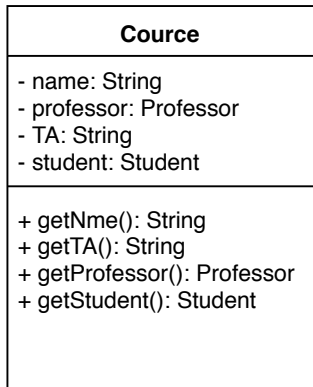 Cource
- name: String
- professor: Professor
- TA: String
- student: Student
+ getNme(): String
+ getTA(): String
+ getProfessor(): Professor
+ getStudent(): Student